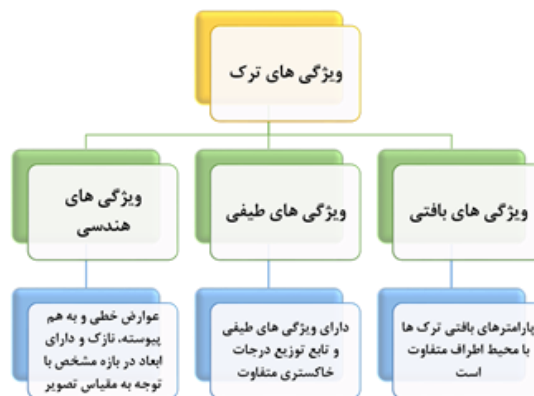 ویژگی های ترک
ویژگی های بافتی
ویژگی های طیفی
ویژگی های
هندسی
پارامترهای بافتی ترک ها
با محیط اطراف متفاوت
است
دارای ویژگی های طیفی
و تابع توزیع درجات
خاکستری متفاوت
عوارض خطی و به هم
پیوسته، نازک و دارای
ابعاد در بازه مشخص با
توجه به مقیاس تصویر